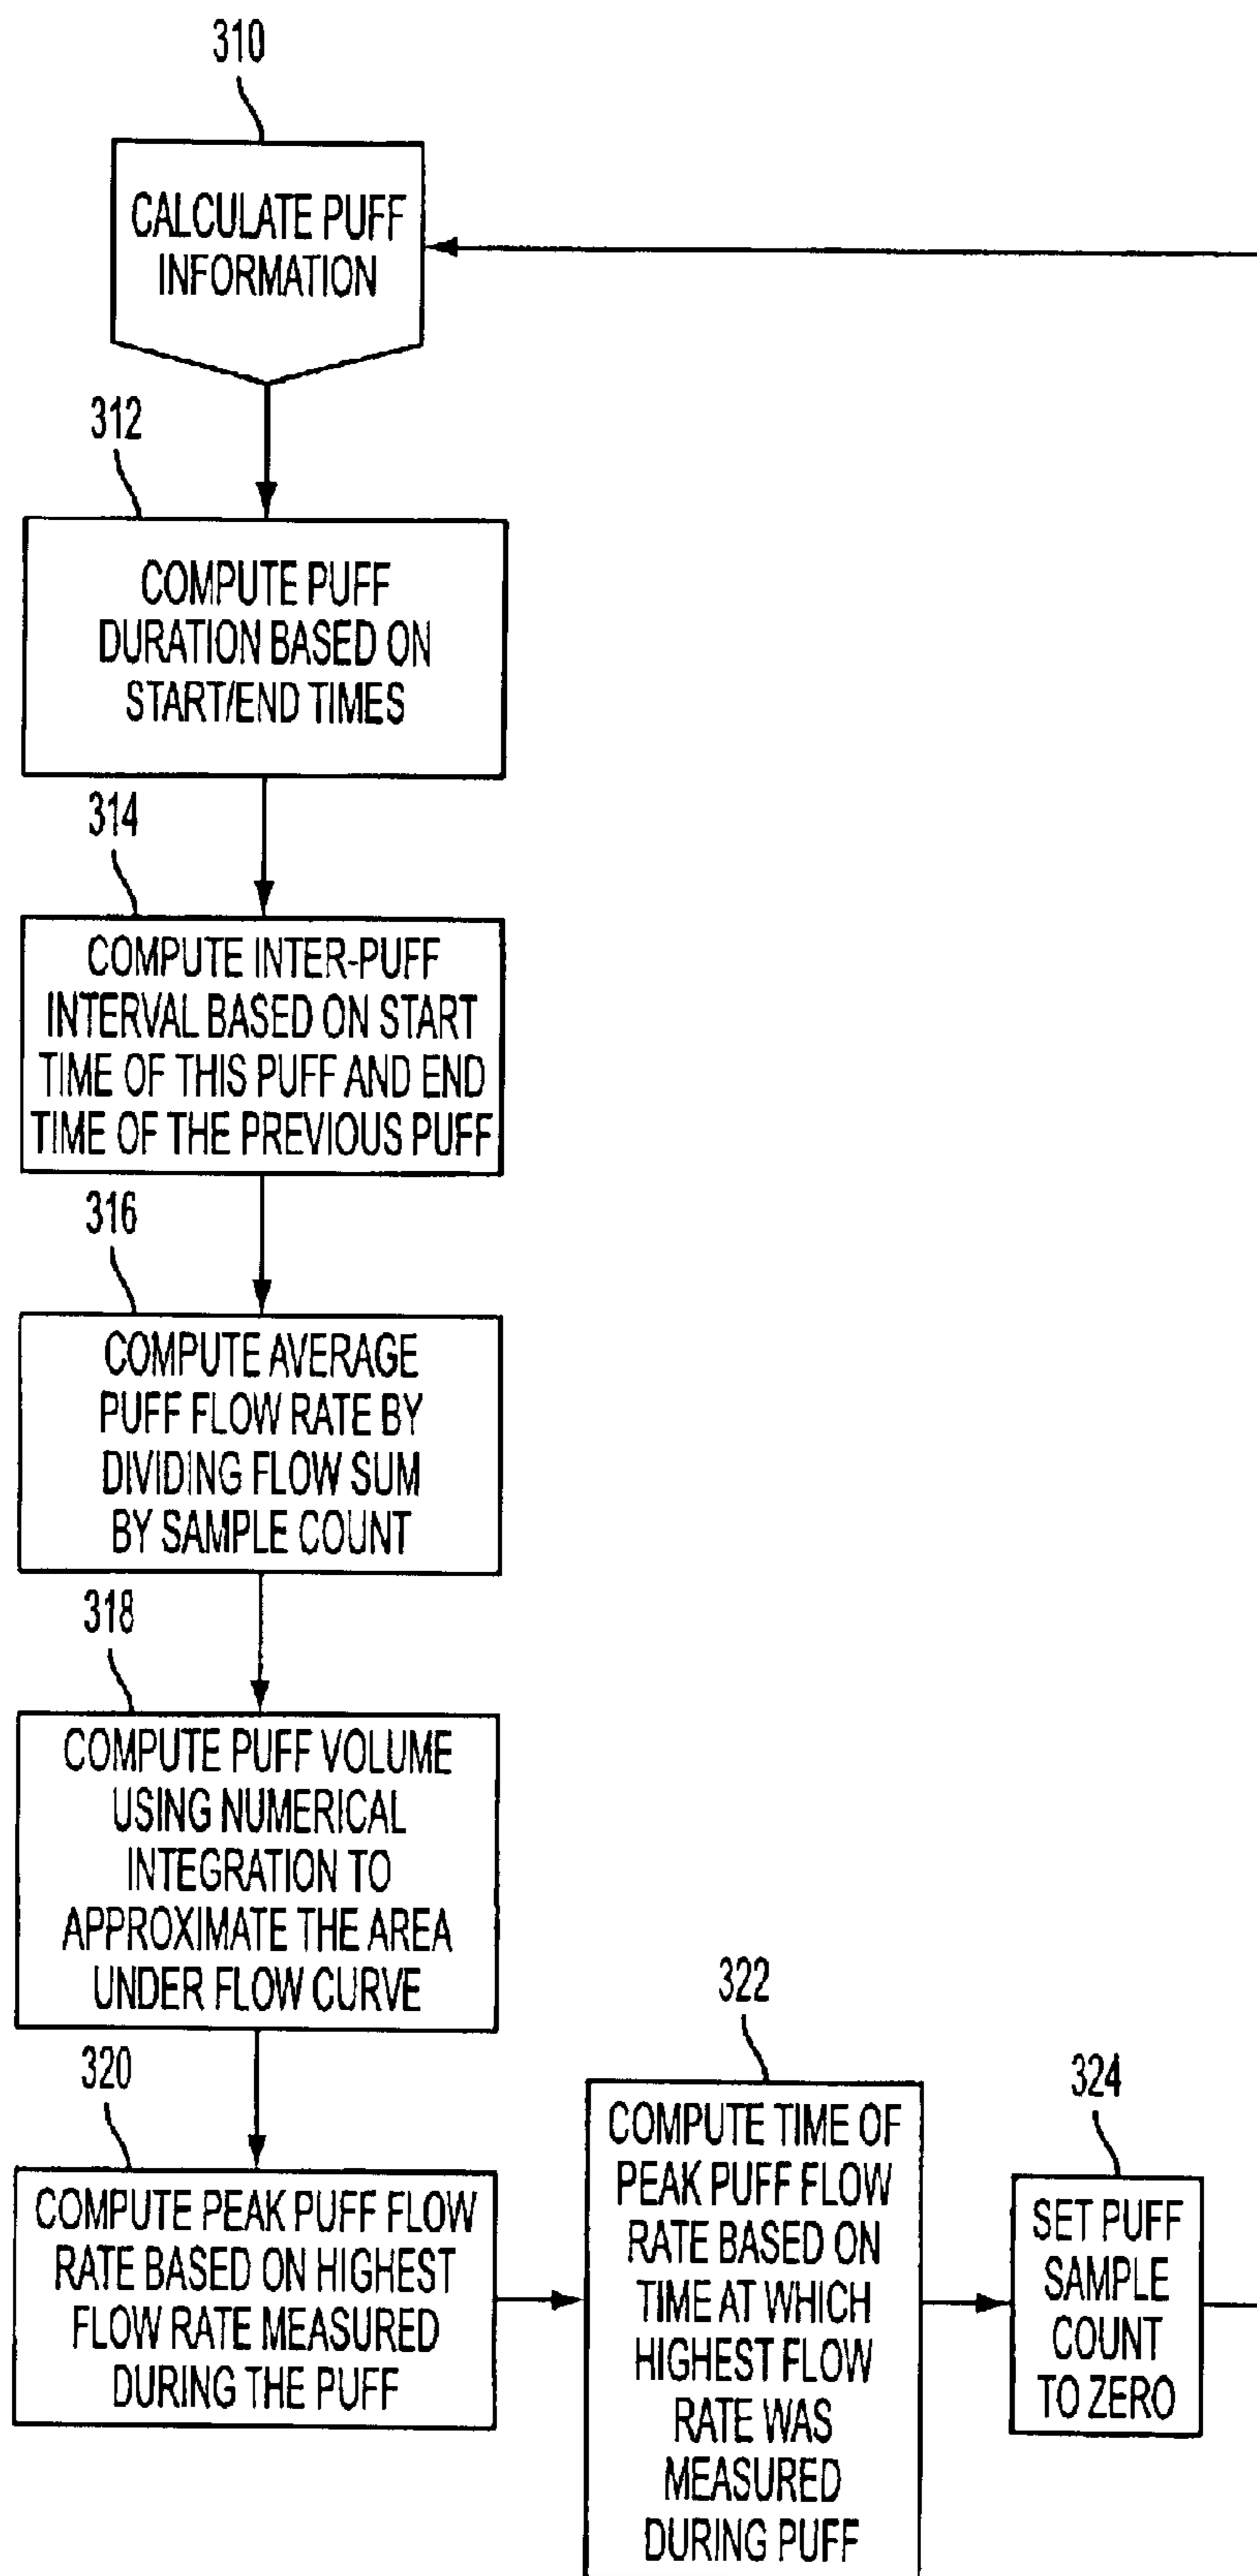 310
CALCULATE PUFF
INFORMATION
312
COMPUTE PUFF
DURATION BASED ON
START/END TIMES
314
COMPUTE INTER-PUFF
INTERVAL BASED ON START
TIME OF THIS PUFF AND END
TIME OF THE PREVIOUS PUFF
316
COMPUTE AVERAGE
PUFF FLOW RATE BY
DIVIDING FLOW SUM
BY SAMPLE COUNT
318
COMPUTE PUFF VOLUME
USING NUMERICAL
INTEGRATION TO
APPROXIMATE THE AREA
UNDER FLOW CURVE
320
COMPUTE PEAK PUFF FLOW
RATE BASED ON HIGHEST
FLOW RATE MEASURED
DURING THE PUFF
322
COMPUTE TIME OF
PEAK PUFF FLOW
RATE BASED ON
TIME AT WHICH
HIGHEST FLOW
RATE WAS
MEASURED
DURING PUFF
324
SET PUFF
SAMPLE
COUNT
TO ZERO